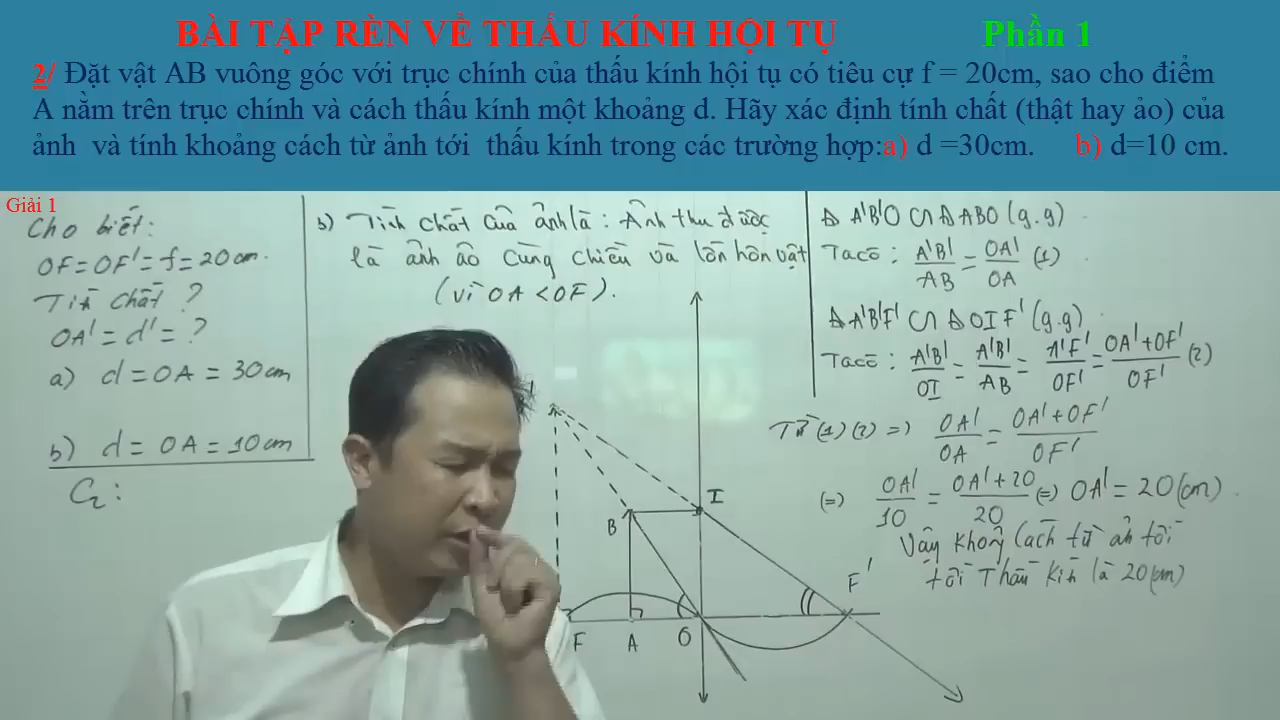 BÀI TẬP RÈN VỀ THẤU KÍNH HỘI TỤ
Phần 1
2/ Đặt vật AB vuông góc với trục chính của thấu kính hội tụ có tiêu cự f = 20cm, sao cho điểm
A nằm trên trục chính và cách thấu kính một khoảng d. Hãy xác định tính chất (thật hay ảo) của
ảnh và tính khoảng cách từ ảnh tới thấu kính trong các trường hợp:a) d =30cm. b) d=10 cm.
Giải 1
Cho biết:
OF=OF'=f=20cm.
Tính chất ?
OA'=d'=?
a) d=OA=30cm
b) d=OA=10cm
b) Tính chất của ảnh là: Ảnh thu được
là ảnh ảo cùng chiều và lớn hơn vật
(vì OA<OF).
Δ A'B'O ∽ Δ ABO (g.g)
Ta có: A'B'/AB = OA'/OA (1)
Δ A'B'F' ∽ Δ OIF' (g.g)
Ta có: A'B'/OI = A'B'/AB = A'F'/OF' = OA'+OF'/OF' (2)
Từ (1)(2) => OA'/OA = OA'+OF'/OF'
(=) OA'/10 = OA'+20/20 (=) OA' = 20(cm)
Vậy khoảng cách từ ảnh tới
tới Thấu kính là 20(cm)
I
B
F'
F
A
O